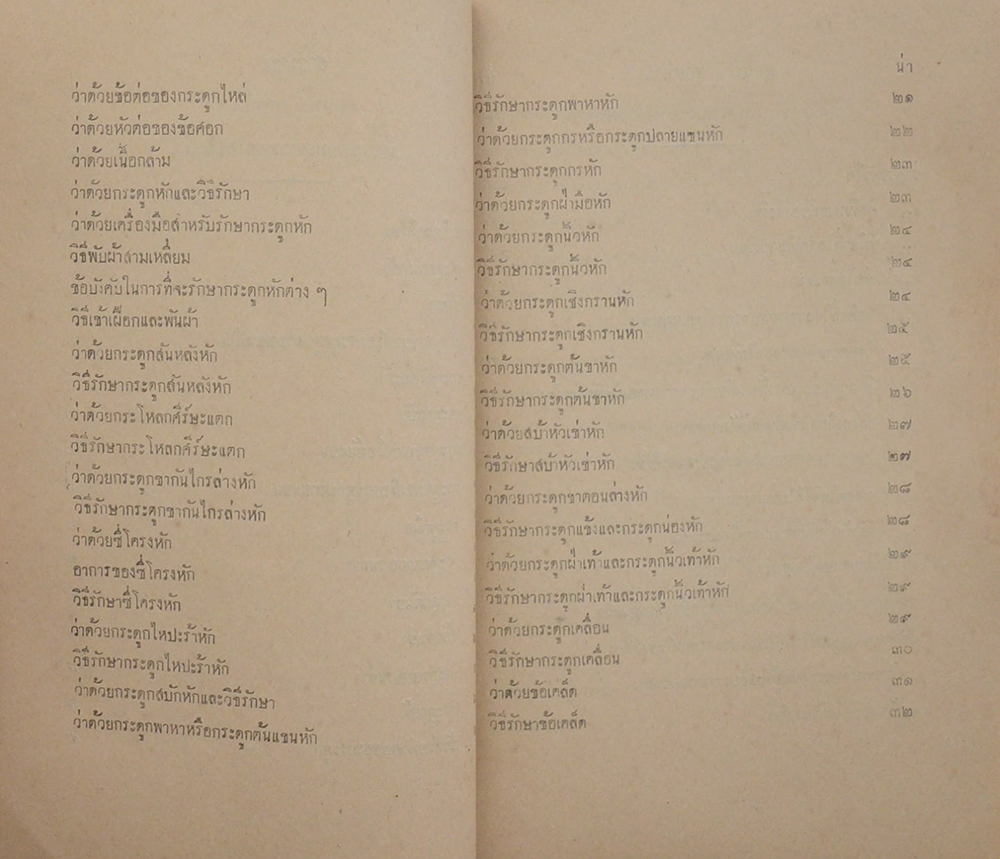 ว่าด้วยข้อต่อของกระดูกไหล่
ว่าด้วยหัวต่อของข้อศอก
ว่าด้วยเนื้อกล้าม
ว่าด้วยกระดูกหักและวิธีรักษา
ว่าด้วยเครื่องมือสำหรับรักษากระดูกหัก
วิธีพับผ้าสามเหลี่ยม
ข้อบังคับในการที่จะรักษากระดูกหักต่าง ๆ
วิธีเข้าเฝือกและพันผ้า
ว่าด้วยกระดูกสันหลังหัก
วิธีรักษากระดูกสันหลังหัก
ว่าด้วยกระโหลกศีร์ษะแตก
วิธีรักษากระโหลกศีร์ษะแตก
ว่าด้วยกระดูกขากันไกรล่างหัก
วิธีรักษากระดูกขากันไกรล่างหัก
ว่าด้วยซี่โครงหัก
อาการของซี่โครงหัก
วิธีรักษาซี่โครงหัก
ว่าด้วยกระดูกไหปะร้าหัก
วิธีรักษากระดูกไหปะร้าหัก
ว่าด้วยกระดูกสบักหักและวิธีรักษา
ว่าด้วยกระดูกพาหาหรือกระดูกต้นแขนหัก
น่า
วิธีรักษากระดูกพาหาหัก ๒๑
ว่าด้วยกระดูกกรหรือกระดูกปลายแขนหัก ๒๒
วิธีรักษากระดูกกรหัก ๒๓
ว่าด้วยกระดูกฝ่ามือหัก ๒๓
ว่าด้วยกระดูกนิ้วหัก ๒๔
วิธีรักษากระดูกนิ้วหัก ๒๔
ว่าด้วยกระดูกเชิงกรานหัก ๒๔
วิธีรักษากระดูกเชิงกรานหัก ๒๕
ว่าด้วยกระดูกต้นขาหัก ๒๕
วิธีรักษากระดูกต้นขาหัก ๒๖
ว่าด้วยสบ้าหัวเข่าหัก ๒๗
วิธีรักษาสบ้าหัวเข่าหัก ๒๗
ว่าด้วยกระดูกขาตอนล่างหัก ๒๘
วิธีรักษากระดูกแข้งและกระดูกน่องหัก ๒๘
ว่าด้วยกระดูกฝ่าเท้าและกระดูกนิ้วเท้าหัก ๒๙
วิธีรักษากระดูกฝ่าเท้าและกระดูกนิ้วเท้าหัก ๒๙
ว่าด้วยกระดูกเคลื่อน ๒๙
วิธีรักษากระดูกเคลื่อน ๓๐
ว่าด้วยข้อเคล็ด ๓๑
วิธีรักษาข้อเคล็ด ๓๒